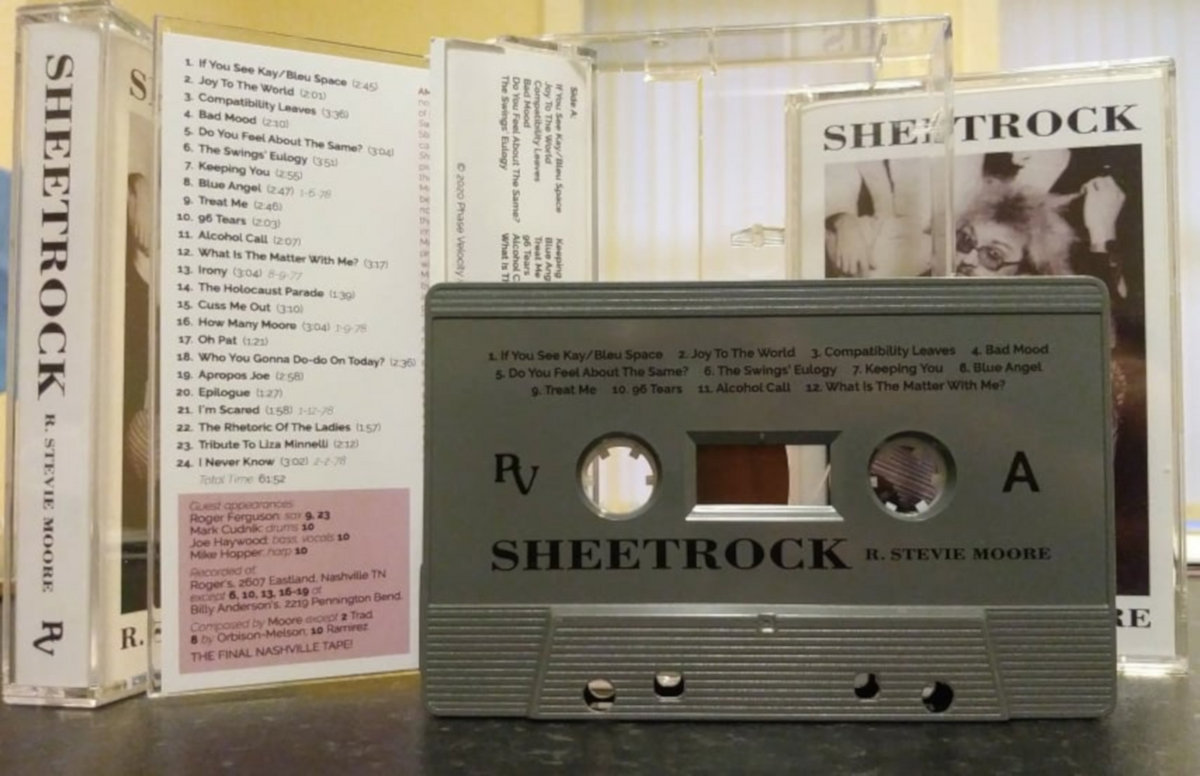 SHEETROCK R. STEVIE MOORE PV
S
R.
1. If You See Kay/Bleu Space (2:45)
2. Joy To The World (2:01)
3. Compatibility Leaves (3:36)
4. Bad Mood (2:10)
5. Do You Feel About The Same? (3:04)
6. The Swings' Eulogy (3:51)
7. Keeping You (2:55)
8. Blue Angel (2:47) 1-6-78
9. Treat Me (2:46)
10. 96 Tears (2:03)
11. Alcohol Call (2:07)
12. What Is The Matter With Me? (3:17)
13. Irony (3:04) 8-9-77
14. The Holocaust Parade (1:39)
15. Cuss Me Out (3:10)
16. How Many Moore (3:04) 1-9-78
17. Oh Pat (1:21)
18. Who You Gonna Do-do On Today? (2:36)
19. Apropos Joe (2:58)
20. Epilogue (1:27)
21. I'm Scared (1:58) 1-12-78
22. The Rhetoric Of The Ladies (1:57)
23. Tribute To Liza Minnelli (2:12)
24. I Never Know (3:02) 2-2-78
Total Time: 61:52
Guest appearances:
Roger Ferguson: sax 9, 23
Mark Cudnik: drums 10
Joe Haywood: bass, vocals 10
Mike Hopper: harp 10
Recorded at:
Roger's, 2607 Eastland, Nashville TN
except 6, 10, 13, 16-19 at
Billy Anderson's, 2219 Pennington Bend.
Composed by Moore except 2 Trad.
8 by Orbison-Melson, 10 Ramirez.
THE FINAL NASHVILLE TAPE!
Side A:
If You See Kay/Bleu Space Keeping
Joy To The World Blue Ang
Compatibility Leaves Treat Me
Bad Mood 96 Tears
Do You Feel About The Same? Alcohol C
The Swings' Eulogy What Is T
© 2020 Phase Velocity
SHEETROCK
RE
1. If You See Kay/Bleu Space 2. Joy To The World 3. Compatibility Leaves 4. Bad Mood
5. Do You Feel About The Same? 6. The Swings' Eulogy 7. Keeping You 8. Blue Angel
9. Treat Me 10. 96 Tears 11. Alcohol Call 12. What Is The Matter With Me?
PV A
SHEETROCK R. STEVIE MOORE